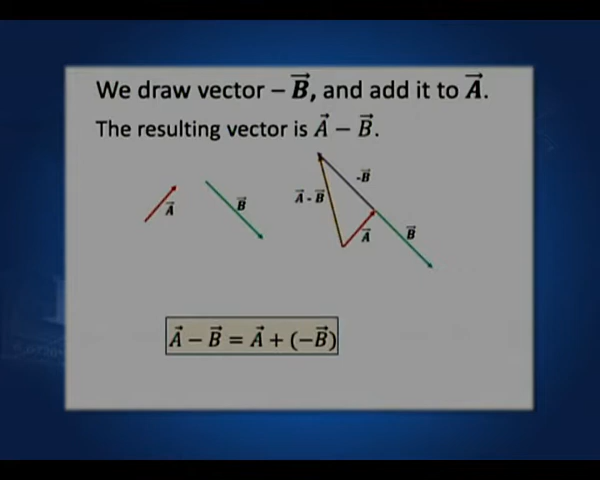 We draw vector – B⃗, and add it to A⃗.
The resulting vector is A⃗ − B⃗.
A⃗
B⃗
A⃗ - B⃗
-B⃗
A⃗
B⃗
A⃗ − B⃗ = A⃗ + (−B⃗)